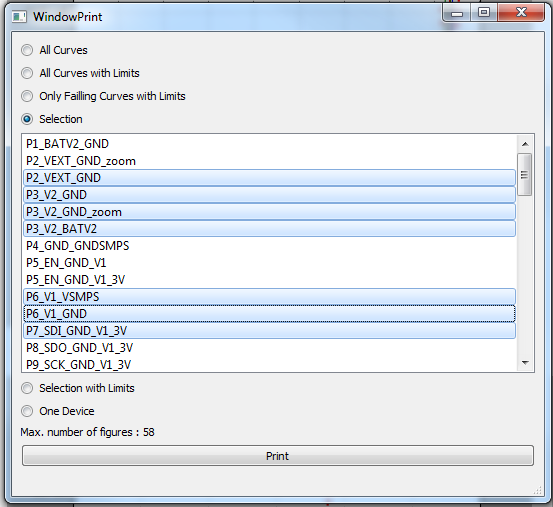 WindowPrint
All Curves
All Curves with Limits
Only Failling Curves with Limits
Selection
P1_BATV2_GND
P2_VEXT_GND_zoom
P2_VEXT_GND
P3_V2_GND
P3_V2_GND_zoom
P3_V2_BATV2
P4_GND_GNDSMPS
P5_EN_GND_V1
P5_EN_GND_V1_3V
P6_V1_VSMPS
P6_V1_GND
P7_SDI_GND_V1_3V
P8_SDO_GND_V1_3V
P9_SCK_GND_V1_3V
Selection with Limits
One Device
Max. number of figures : 58
Print